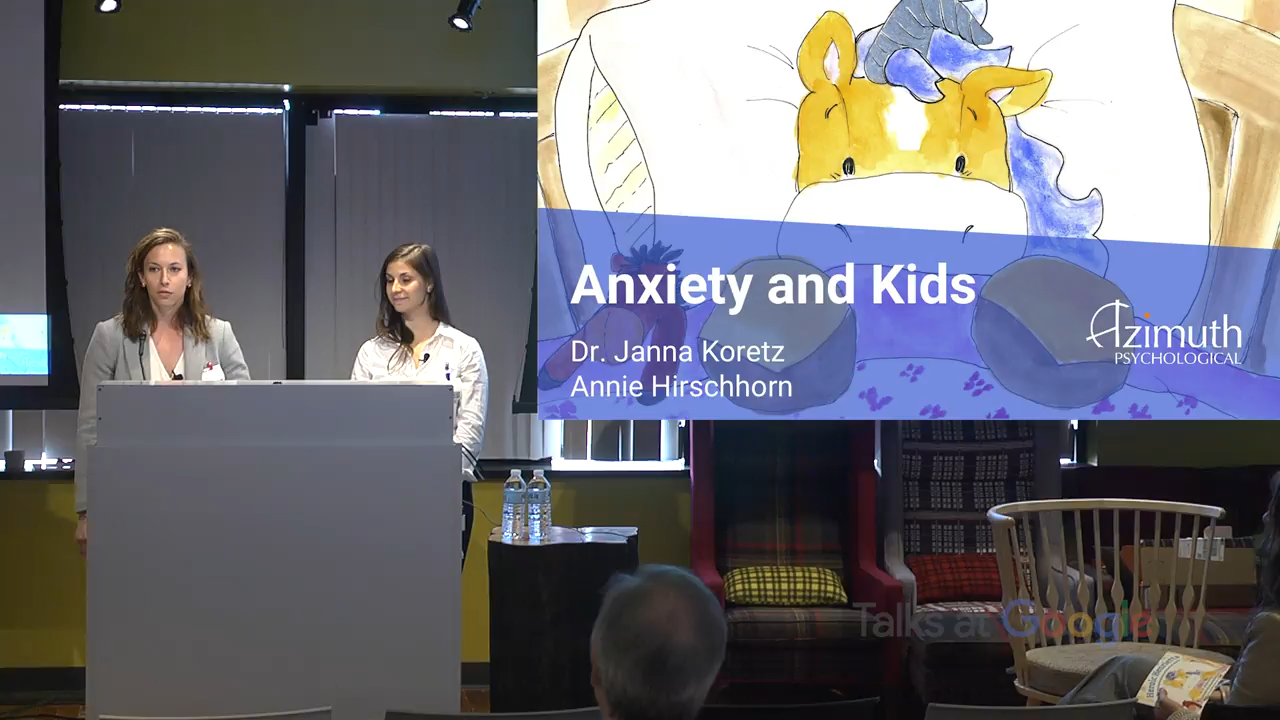 Anxiety and Kids
Dr. Janna Koretz
Annie Hirschhorn
Azimuth
PSYCHOLOGICAL
Talks at Google